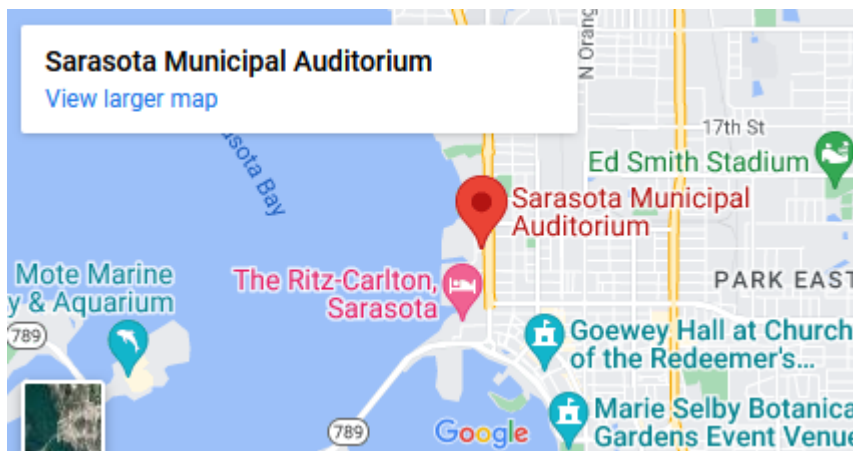 Sarasota Municipal Auditorium
View larger map
N Orang
17th St
asota Bay
Ed Smith Stadium
Sarasota Municipal
Auditorium
Mote Marine
y & Aquarium
The Ritz-Carlton,
Sarasota
PARK EAST
789
Goewey Hall at Church
of the Redeemer's...
Marie Selby Botanica
Gardens Event Venue
789
Google